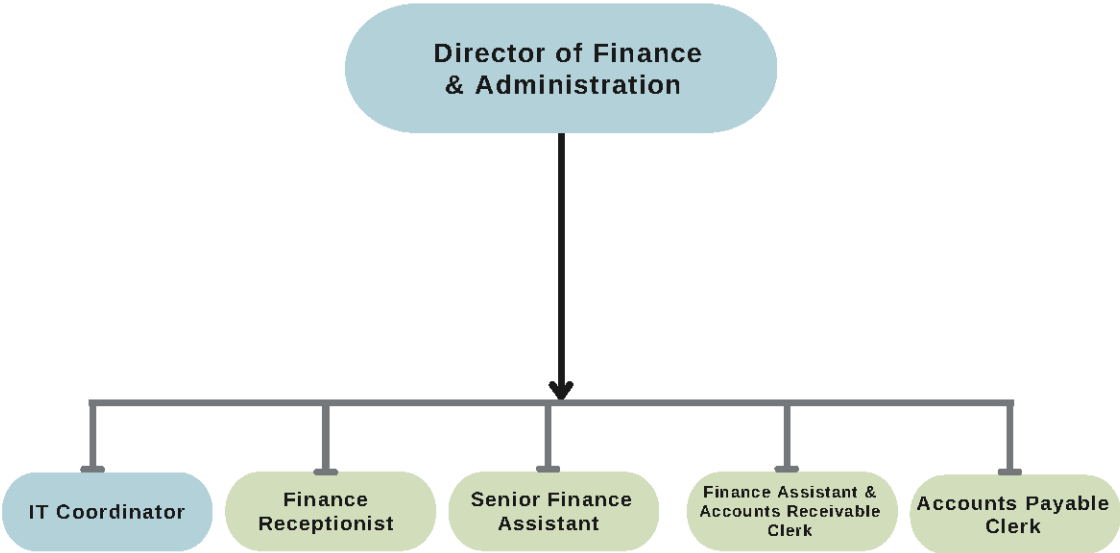 Director of Finance
& Administration
IT Coordinator
Finance
Receptionist
Senior Finance
Assistant
Finance Assistant &
Accounts Receivable
Clerk
Accounts Payable
Clerk